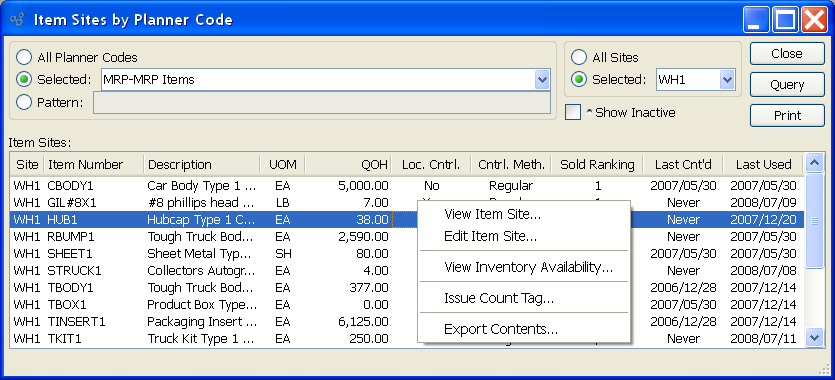 Item Sites by Planner Code
All Planner Codes
Selected: MRP-MRP Items
Pattern:
All Sites
Selected: WH1
^ Show Inactive
Close
Query
Print
Item Sites:
Site Item Number Description UOM QOH Loc. Cntrl. Cntrl. Meth. Sold Ranking Last Cnt'd Last Used
WH1 CBODY1 Car Body Type 1 ... EA 5,000.00 No Regular 1 2007/05/30 2007/05/30
WH1 GIL#8X1 #8 phillips head ... LB 7.00 Never 2008/07/09
WH1 HUB1 Hubcap Type 1 C... EA 38.00 Never 2007/12/20
WH1 RBUMP1 Tough Truck Bod... EA 2,590.00 Never 2007/05/30
WH1 SHEET1 Sheet Metal Typ... SH 80.00 Never 2007/05/30
WH1 STRUCK1 Collectors Autogr... EA 4.00 Never 2008/07/08
WH1 TBODY1 Tough Truck Bod... EA 377.00 2006/12/28 2007/12/14
WH1 TBOX1 Product Box Type... EA 0.00 Never 2007/12/14
WH1 TINSERT1 Packaging Insert ... EA 6,125.00 2006/12/28 2007/12/14
WH1 TKIT1 Truck Kit Type 1 ... EA 250.00 Never 2008/07/11
View Item Site...
Edit Item Site...
View Inventory Availability...
Issue Count Tag...
Export Contents...